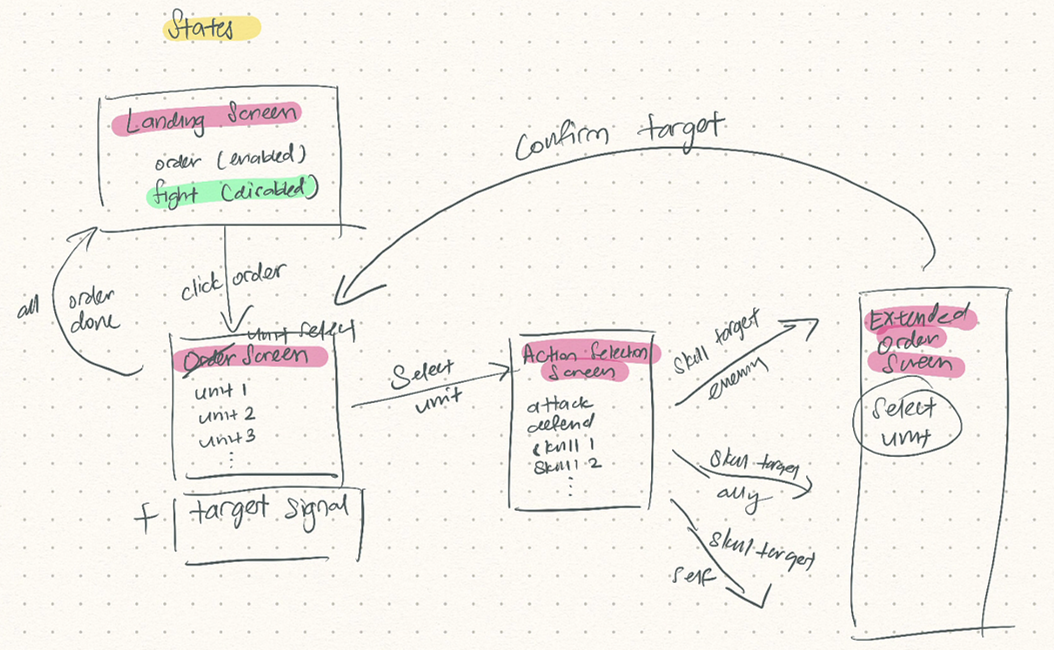 States
Landing Screen
order (enabled)
fight (disabled)
click order
all order
done
unit select
Order Screen
unit 1
unit 2
unit 3
+ target signal
Select
unit
Action Selection
Screen
attack
defend
skill 1
skill 2
Confirm target
skill target
enemy
skill target
ally
skill target
self
Extended
order
Screen
Select
unit